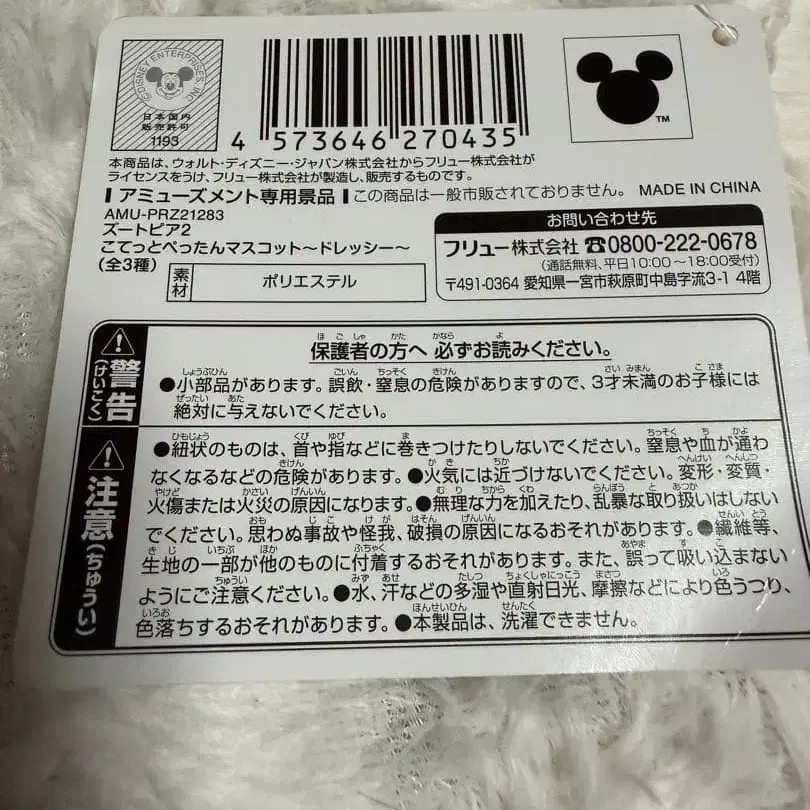 ©DISNEY ENTERPRISES, INC
日本国内
販売許可
1193
4 573646 270435
TM
本商品は、ウォルト・ディズニー・ジャパン株式会社からフリュー株式会社が
ライセンスをうけ、フリュー株式会社が製造し、販売するものです。
アミューズメント専用景品 この商品は一般市販されておりません。 MADE IN CHINA
AMU-PRZ21283
ズートピア2
こてっとぺったんマスコット〜ドレッシー〜
(全3種)
素材 ポリエステル
お問い合わせ先
フリュー株式会社 ☎0800-222-0678
(通話無料、平日10:00〜18:00受付)
〒491-0364 愛知県一宮市萩原町中島字流3-1 4階
警告(けいこく)
保護者の方へ 必ずお読みください。
●小部品があります。誤飲・窒息の危険がありますので、3才未満のお子様には
絶対に与えないでください。
注意(ちゅうい)
●紐状のものは、首や指などに巻きつけたりしないでください。窒息や血が通わ
なくなるなどの危険があります。●火気には近づけないでください。変形・変質・
火傷または火災の原因になります。●無理な力を加えたり、乱暴な取り扱いはしない
でください。思わぬ事故や怪我、破損の原因になるおそれがあります。●繊維等、
生地の一部が他のものに付着するおそれがあります。また、誤って吸い込まない
ようにご注意ください。●水、汗などの多湿や直射日光、摩擦などにより色うつり、
色落ちするおそれがあります。●本製品は、洗濯できません。